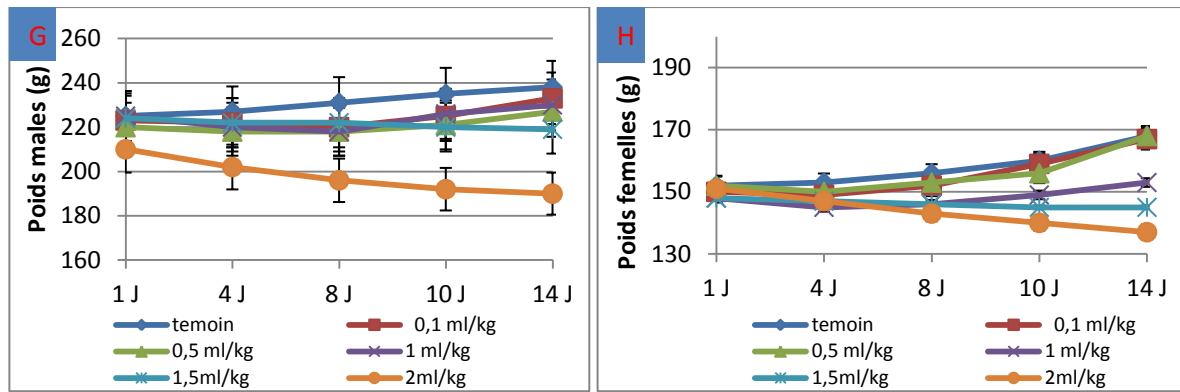 G
Poids males (g)
260
240
220
200
180
160
1 J
4 J
8 J
10 J
14 J
temoin
0,1 ml/kg
0,5 ml/kg
1 ml/kg
1,5ml/kg
2ml/kg
H
Poids femelles (g)
190
170
150
130
1 J
4 J
8 J
10 J
14 J
temoin
0,1 ml/kg
0,5 ml/kg
1 ml/kg
1,5ml/kg
2ml/kg